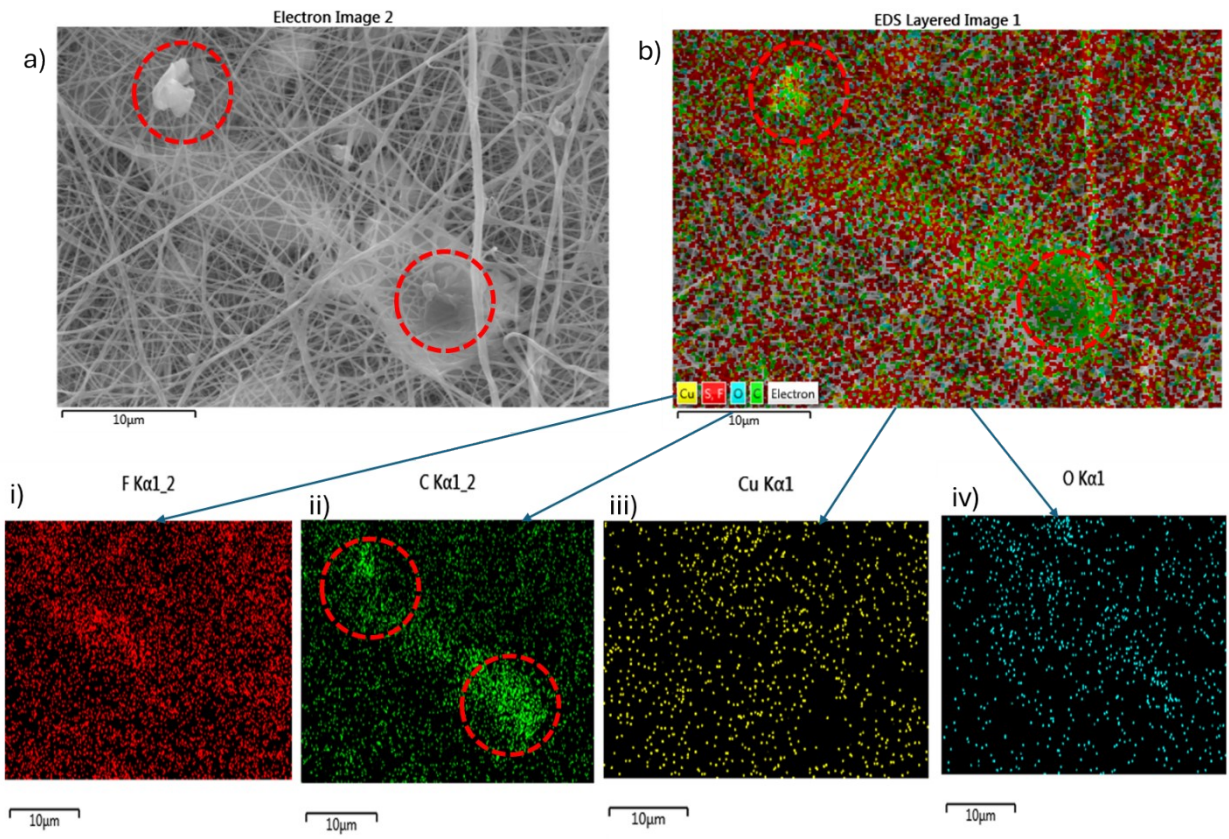 Electron Image 2
EDS Layered Image 1
a)
b)
10μm
Cu S, F O C Electron
10μm
F Kα1_2
C Kα1_2
Cu Kα1
O Kα1
i)
ii)
iii)
iv)
10μm
10μm
10μm
10μm